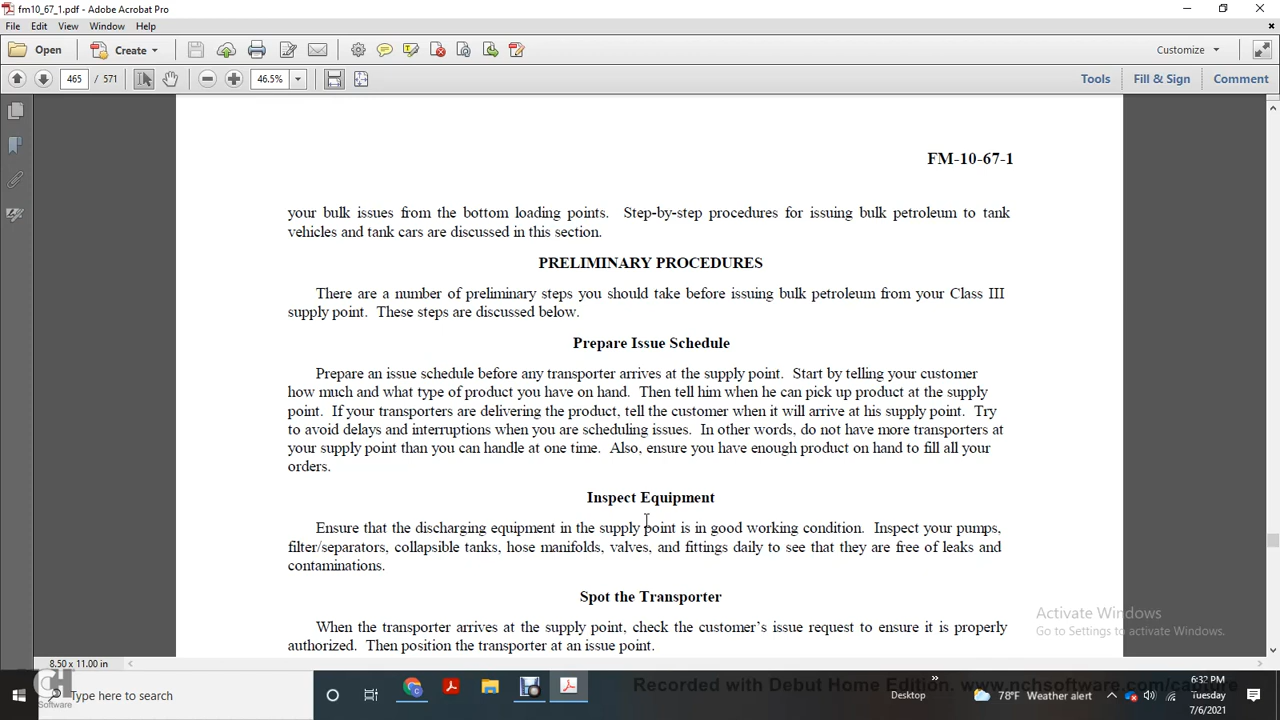 fm10_67_1.pdf - Adobe Acrobat Pro
File Edit View Window Help
Open Create Customize
465 / 571 46.5% Tools Fill & Sign Comment
FM-10-67-1
your bulk issues from the bottom loading points. Step-by-step procedures for issuing bulk petroleum to tank
vehicles and tank cars are discussed in this section.
PRELIMINARY PROCEDURES
There are a number of preliminary steps you should take before issuing bulk petroleum from your Class III
supply point. These steps are discussed below.
Prepare Issue Schedule
Prepare an issue schedule before any transporter arrives at the supply point. Start by telling your customer
how much and what type of product you have on hand. Then tell him when he can pick up product at the supply
point. If your transporters are delivering the product, tell the customer when it will arrive at his supply point. Try
to avoid delays and interruptions when you are scheduling issues. In other words, do not have more transporters at
your supply point than you can handle at one time. Also, ensure you have enough product on hand to fill all your
orders.
Inspect Equipment
Ensure that the discharging equipment in the supply point is in good working condition. Inspect your pumps,
filter/separators, collapsible tanks, hose manifolds, valves, and fittings daily to see that they are free of leaks and
contaminations.
Spot the Transporter
When the transporter arrives at the supply point, check the customer's issue request to ensure it is properly
authorized. Then position the transporter at an issue point.
Activate Windows
Go to Settings to activate Windows.
8.50 x 11.00 in
Recorded with Debut Home Edition. www.nchsoftware.com/capture
Software
Type here to search
Desktop
78°F Weather alert
6:32 PM
Tuesday
7/6/2021